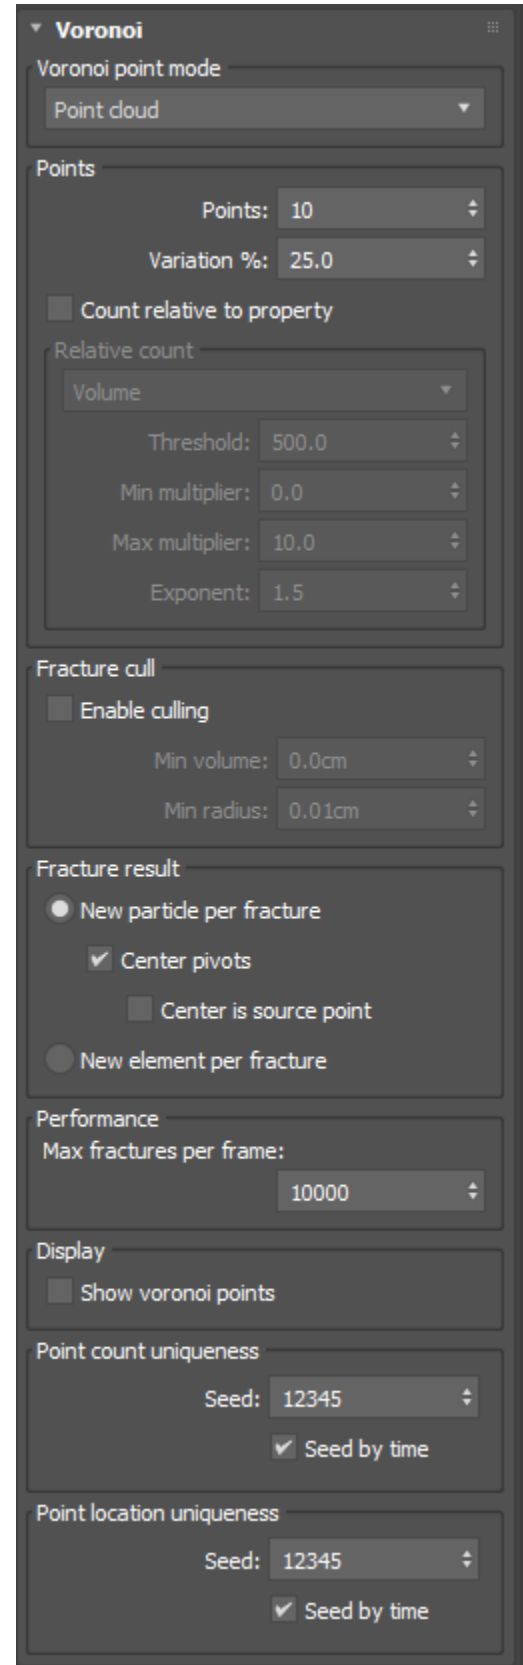 Voronoi
Voronoi point mode
Point cloud
Points
Points: 10
Variation %: 25.0
Count relative to property
Relative count
Volume
Threshold: 500.0
Min multiplier: 0.0
Max multiplier: 10.0
Exponent: 1.5
Fracture cull
Enable culling
Min volume: 0.0cm
Min radius: 0.01cm
Fracture result
New particle per fracture
Center pivots
Center is source point
New element per fracture
Performance
Max fractures per frame:
10000
Display
Show voronoi points
Point count uniqueness
Seed: 12345
Seed by time
Point location uniqueness
Seed: 12345
Seed by time